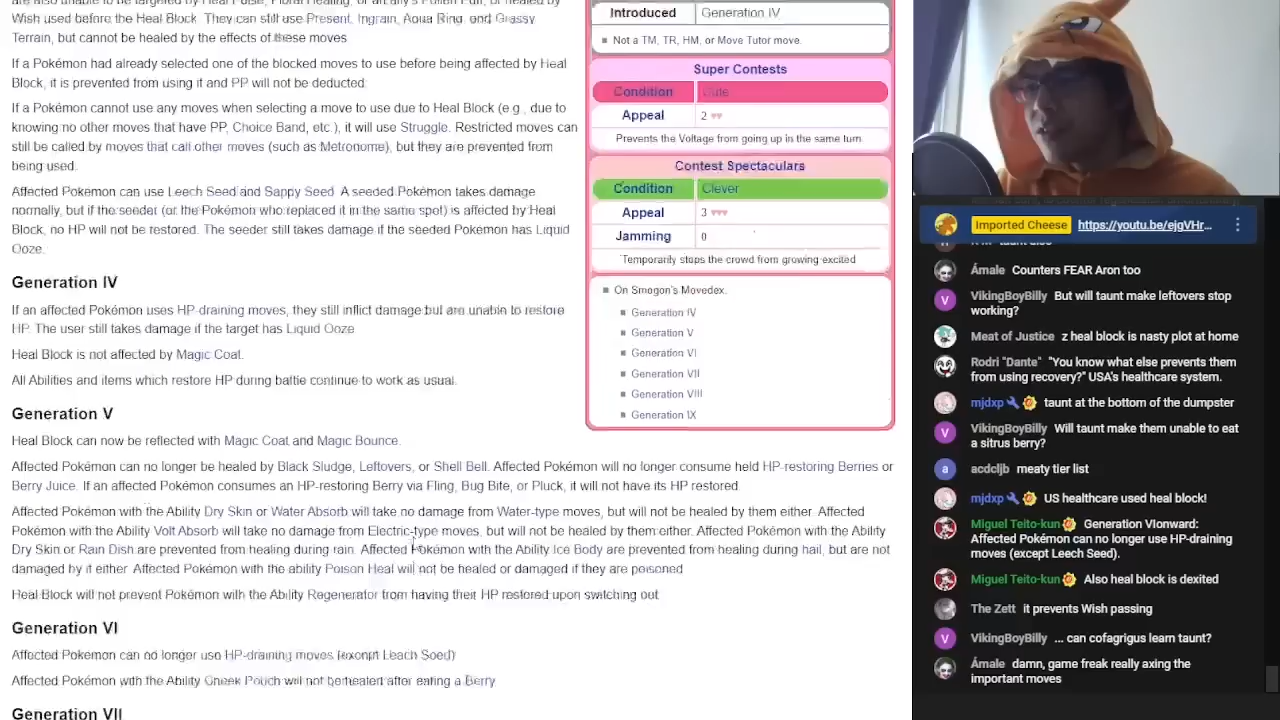 are also unable to be targeted by Heal Pulse, Floral Healing, or an ally's Pollen Puff, or healed by
Wish used before the Heal Block. They can still use Present, Ingrain, Aqua Ring, and Grassy
Terrain, but cannot be healed by the effects of these moves
If a Pokémon had already selected one of the blocked moves to use before being affected by Heal
Block, it is prevented from using it and PP will not be deducted.
If a Pokémon cannot use any moves when selecting a move to use due to Heal Block (e.g., due to
knowing no other moves that have PP, Choice Band, etc.), it will use Struggle. Restricted moves can
still be called by moves that call other moves (such as Metronome), but they are prevented from
being used.
Affected Pokémon can use Leech Seed and Sappy Seed. A seeded Pokémon takes damage
normally, but if the seeder (or the Pokémon who replaced it in the same spot) is affected by Heal
Block, no HP will not be restored. The seeder still takes damage if the seeded Pokémon has Liquid
Ooze.
Generation IV
If an affected Pokémon uses HP-draining moves, they still inflict damage but are unable to restore
HP. The user still takes damage if the target has Liquid Ooze
Heal Block is not affected by Magic Coat.
All Abilities and items which restore HP during battle continue to work as usual.
Generation V
Heal Block can now be reflected with Magic Coat and Magic Bounce.
Affected Pokémon can no longer be healed by Black Sludge, Leftovers, or Shell Bell. Affected Pokémon will no longer consume held HP-restoring Berries or
Berry Juice. If an affected Pokémon consumes an HP-restoring Berry via Fling, Bug Bite, or Pluck, it will not have its HP restored.
Affected Pokémon with the Ability Dry Skin or Water Absorb will take no damage from Water-type moves, but will not be healed by them either. Affected
Pokémon with the Ability Volt Absorb will take no damage from Electric-type moves, but will not be healed by them either. Affected Pokémon with the Ability
Dry Skin or Rain Dish are prevented from healing during rain. Affected Pokémon with the Ability Ice Body are prevented from healing during hail, but are not
damaged by it either. Affected Pokémon with the ability Poison Heal will not be healed or damaged if they are poisoned
Heal Block will not prevent Pokémon with the Ability Regenerator from having their HP restored upon switching out
Generation VI
Affected Pokémon can no longer use HP-draining moves (except Leech Seed)
Affected Pokémon with the Ability Cheek Pouch will not be healed after eating a Berry
Generation VII
Introduced Generation IV
Not a TM, TR, HM, or Move Tutor move.
Super Contests
Condition Cute
Appeal 2 ♥♥
Prevents the Voltage from going up in the same turn.
Contest Spectaculars
Condition Clever
Appeal 3 ♥♥♥
Jamming 0
Temporarily stops the crowd from growing excited
On Smogon's Movedex.
Generation IV
Generation V
Generation VI
Generation VII
Generation VIII
Generation IX
Imported Cheese https://youtu.be/ejgVHr...
Ámale Counters FEAR Aron too
VikingBoyBilly But will taunt make leftovers stop
working?
Meat of Justice z heal block is nasty plot at home
Rodri "Dante" "You know what else prevents them
from using recovery?" USA's healthcare system.
mjdxp taunt at the bottom of the dumpster
VikingBoyBilly Will taunt make them unable to eat
a sitrus berry?
acdcljb meaty tier list
mjdxp US healthcare used heal block!
Miguel Teito-kun Generation VIonward:
Affected Pokémon can no longer use HP-draining
moves (except Leech Seed).
Miguel Teito-kun Also heal block is dexited
The Zett it prevents Wish passing
VikingBoyBilly ... can cofagrigus learn taunt?
Ámale damn, game freak really axing the
important moves